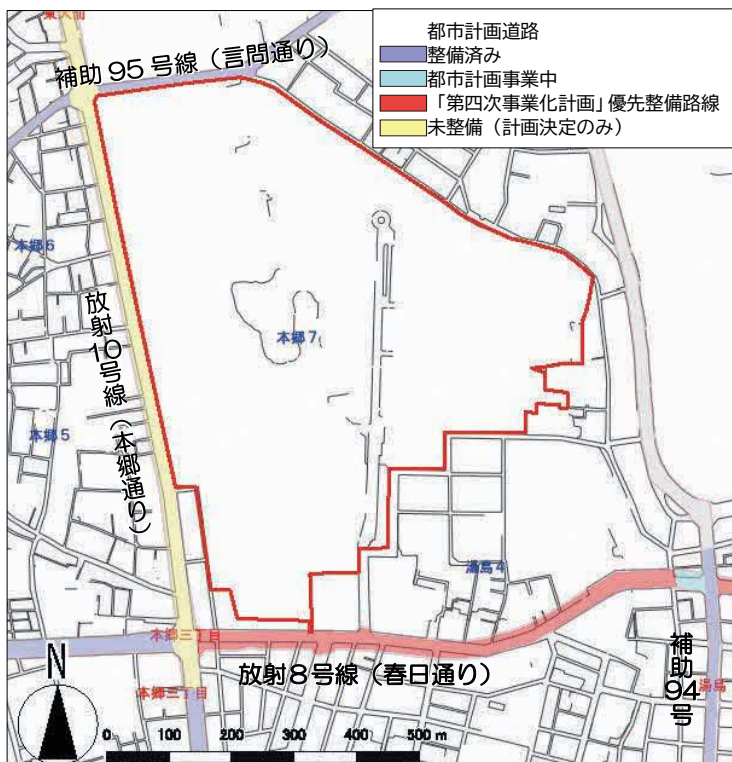 都市計画道路
整備済み
都市計画事業中
「第四次事業化計画」優先整備路線
未整備（計画決定のみ）
東大前
補助95号線（言問通り）
本郷6
放射10号線（本郷通り）
本郷7
本郷5
湯島4
本郷三丁目
放射8号線（春日通り）
本郷三丁目
補助94号
湯島
N
0 100 200 300 400 500 m